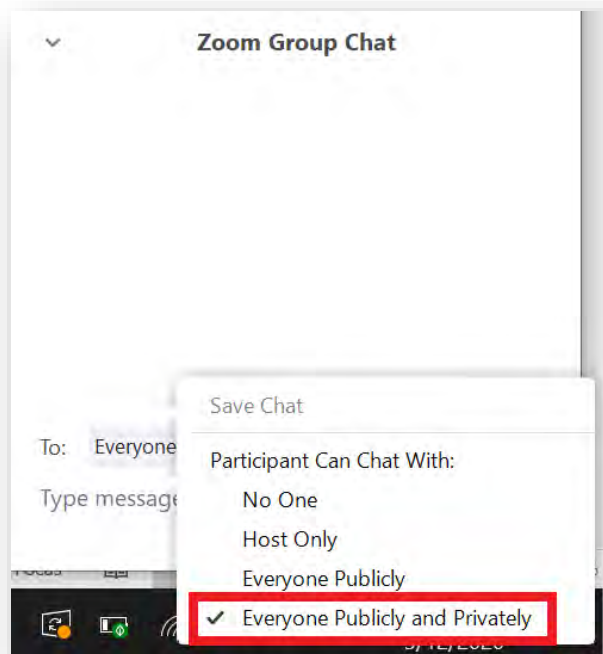 Zoom Group Chat
Save Chat
To: Everyone
Participant Can Chat With:
Type message
No One
Host Only
Everyone Publicly
Everyone Publicly and Privately